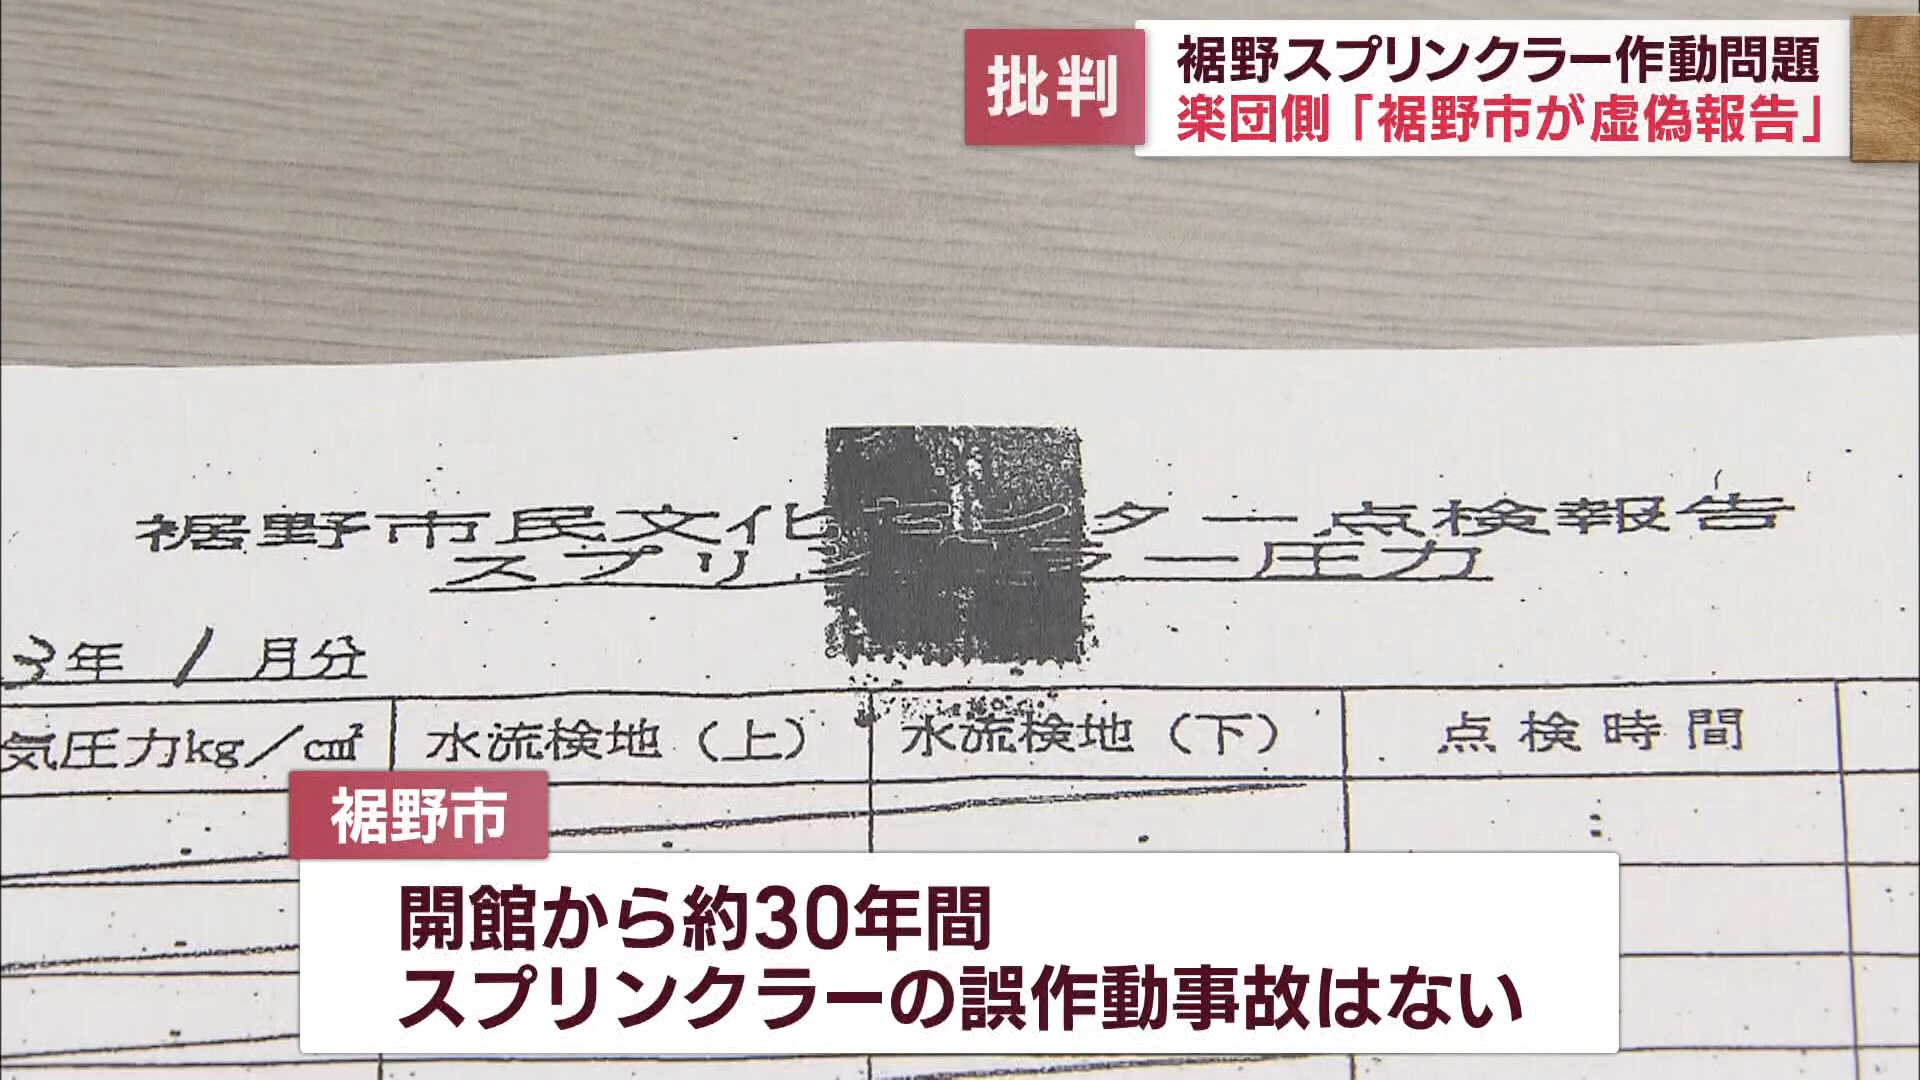 批判
裾野スプリンクラー作動問題
楽団側「裾野市が虚偽報告」
裾野市民文化センター点検報告
スプリンクラー圧力
3年 1月分
気圧力kg/cm²
水流検地（上）
水流検地（下）
点検時間
裾野市
開館から約30年間
スプリンクラーの誤作動事故はない